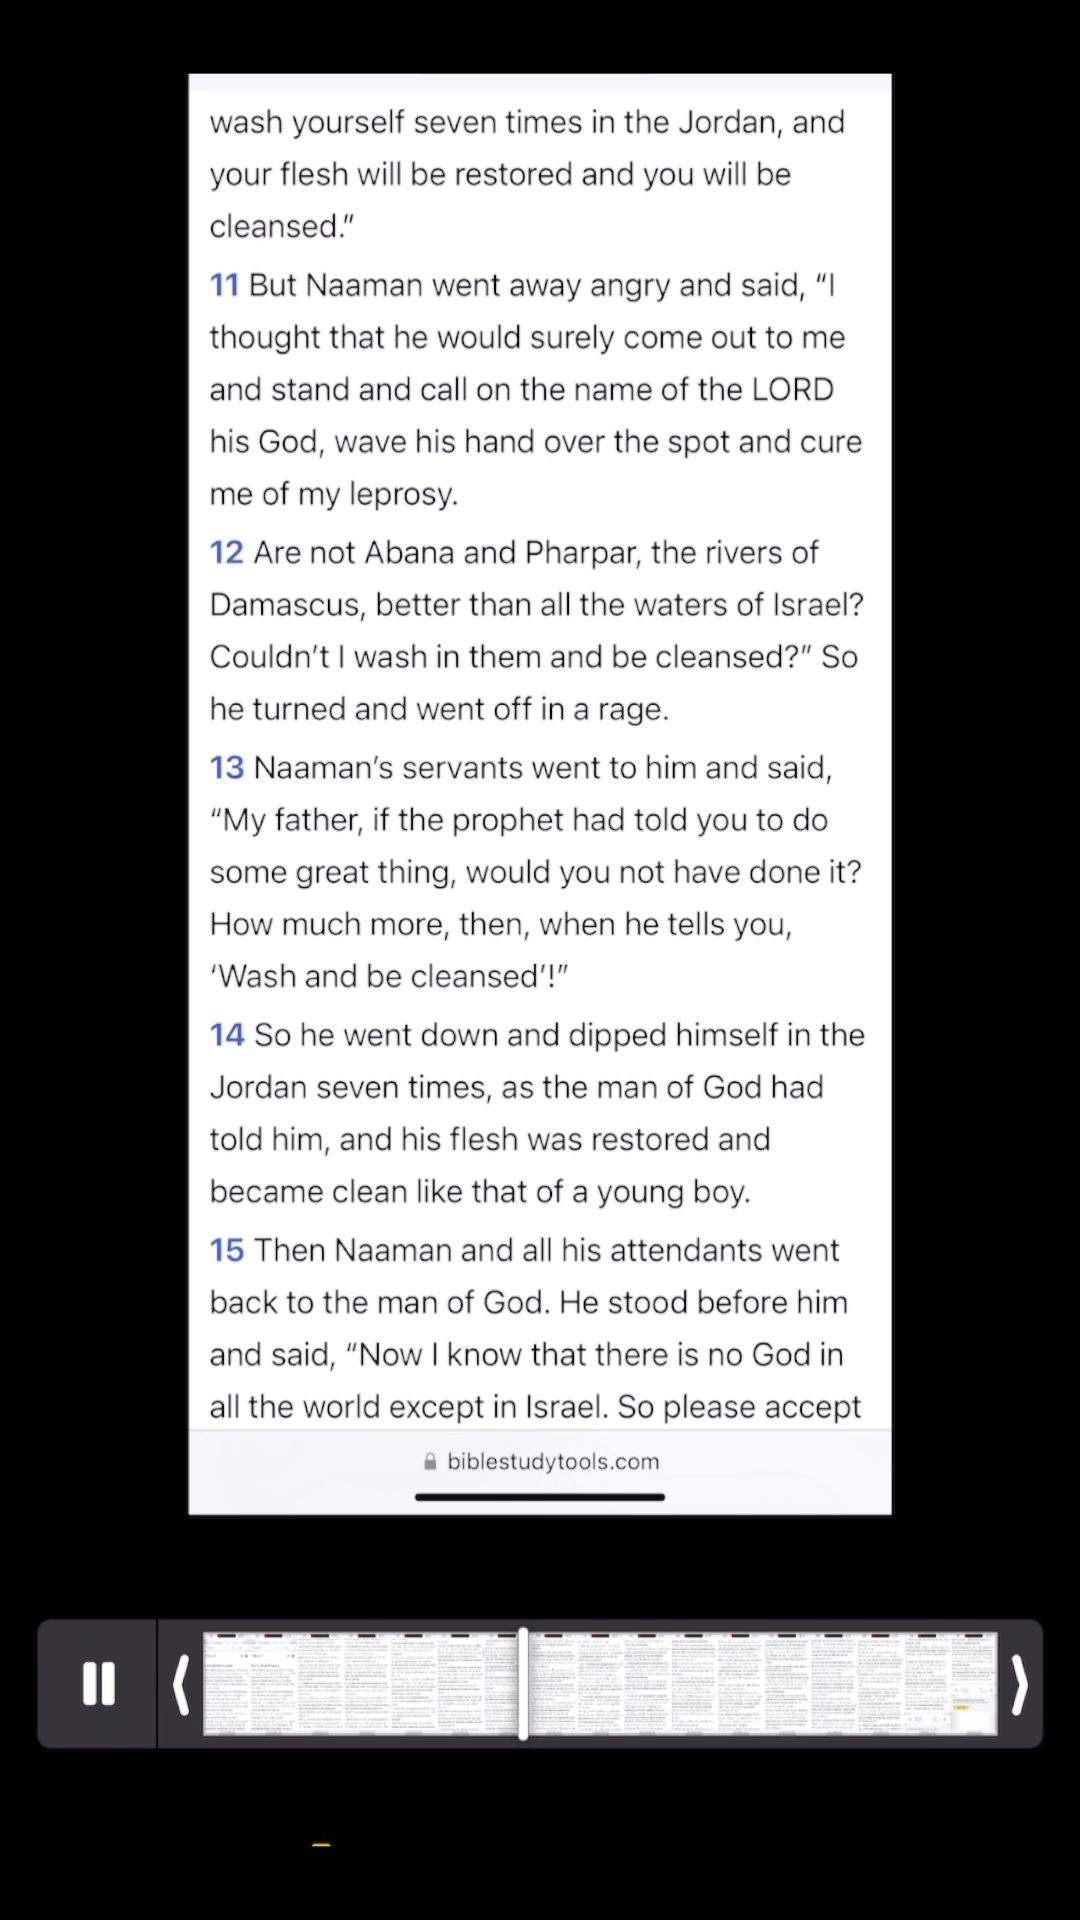 wash yourself seven times in the Jordan, and
your flesh will be restored and you will be
cleansed.”
11 But Naaman went away angry and said, “I
thought that he would surely come out to me
and stand and call on the name of the LORD
his God, wave his hand over the spot and cure
me of my leprosy.
12 Are not Abana and Pharpar, the rivers of
Damascus, better than all the waters of Israel?
Couldn’t I wash in them and be cleansed?” So
he turned and went off in a rage.
13 Naaman’s servants went to him and said,
“My father, if the prophet had told you to do
some great thing, would you not have done it?
How much more, then, when he tells you,
‘Wash and be cleansed’!”
14 So he went down and dipped himself in the
Jordan seven times, as the man of God had
told him, and his flesh was restored and
became clean like that of a young boy.
15 Then Naaman and all his attendants went
back to the man of God. He stood before him
and said, “Now I know that there is no God in
all the world except in Israel. So please accept
biblestudytools.com